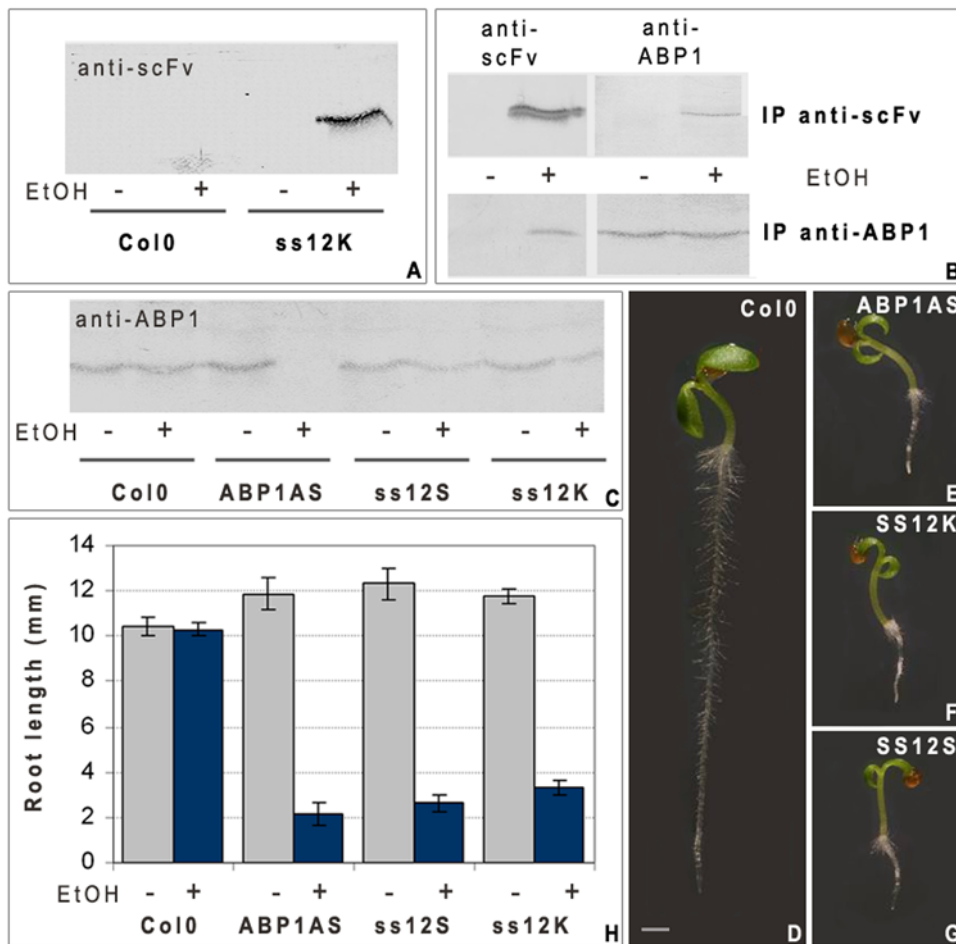 anti-scFv
EtOH - + - +
Col0 ss12K
A
anti-scFv anti-ABP1
IP anti-scFv
- + - + EtOH
IP anti-ABP1
B
anti-ABP1
EtOH - + - + - + - +
Col0 ABP1AS ss12S ss12K
C
Col0
D
ABP1AS
E
SS12K
F
SS12S
G
Root length (mm)
14
12
10
8
6
4
2
0
EtOH - + - + - + - +
Col0 ABP1AS ss12S ss12K
H